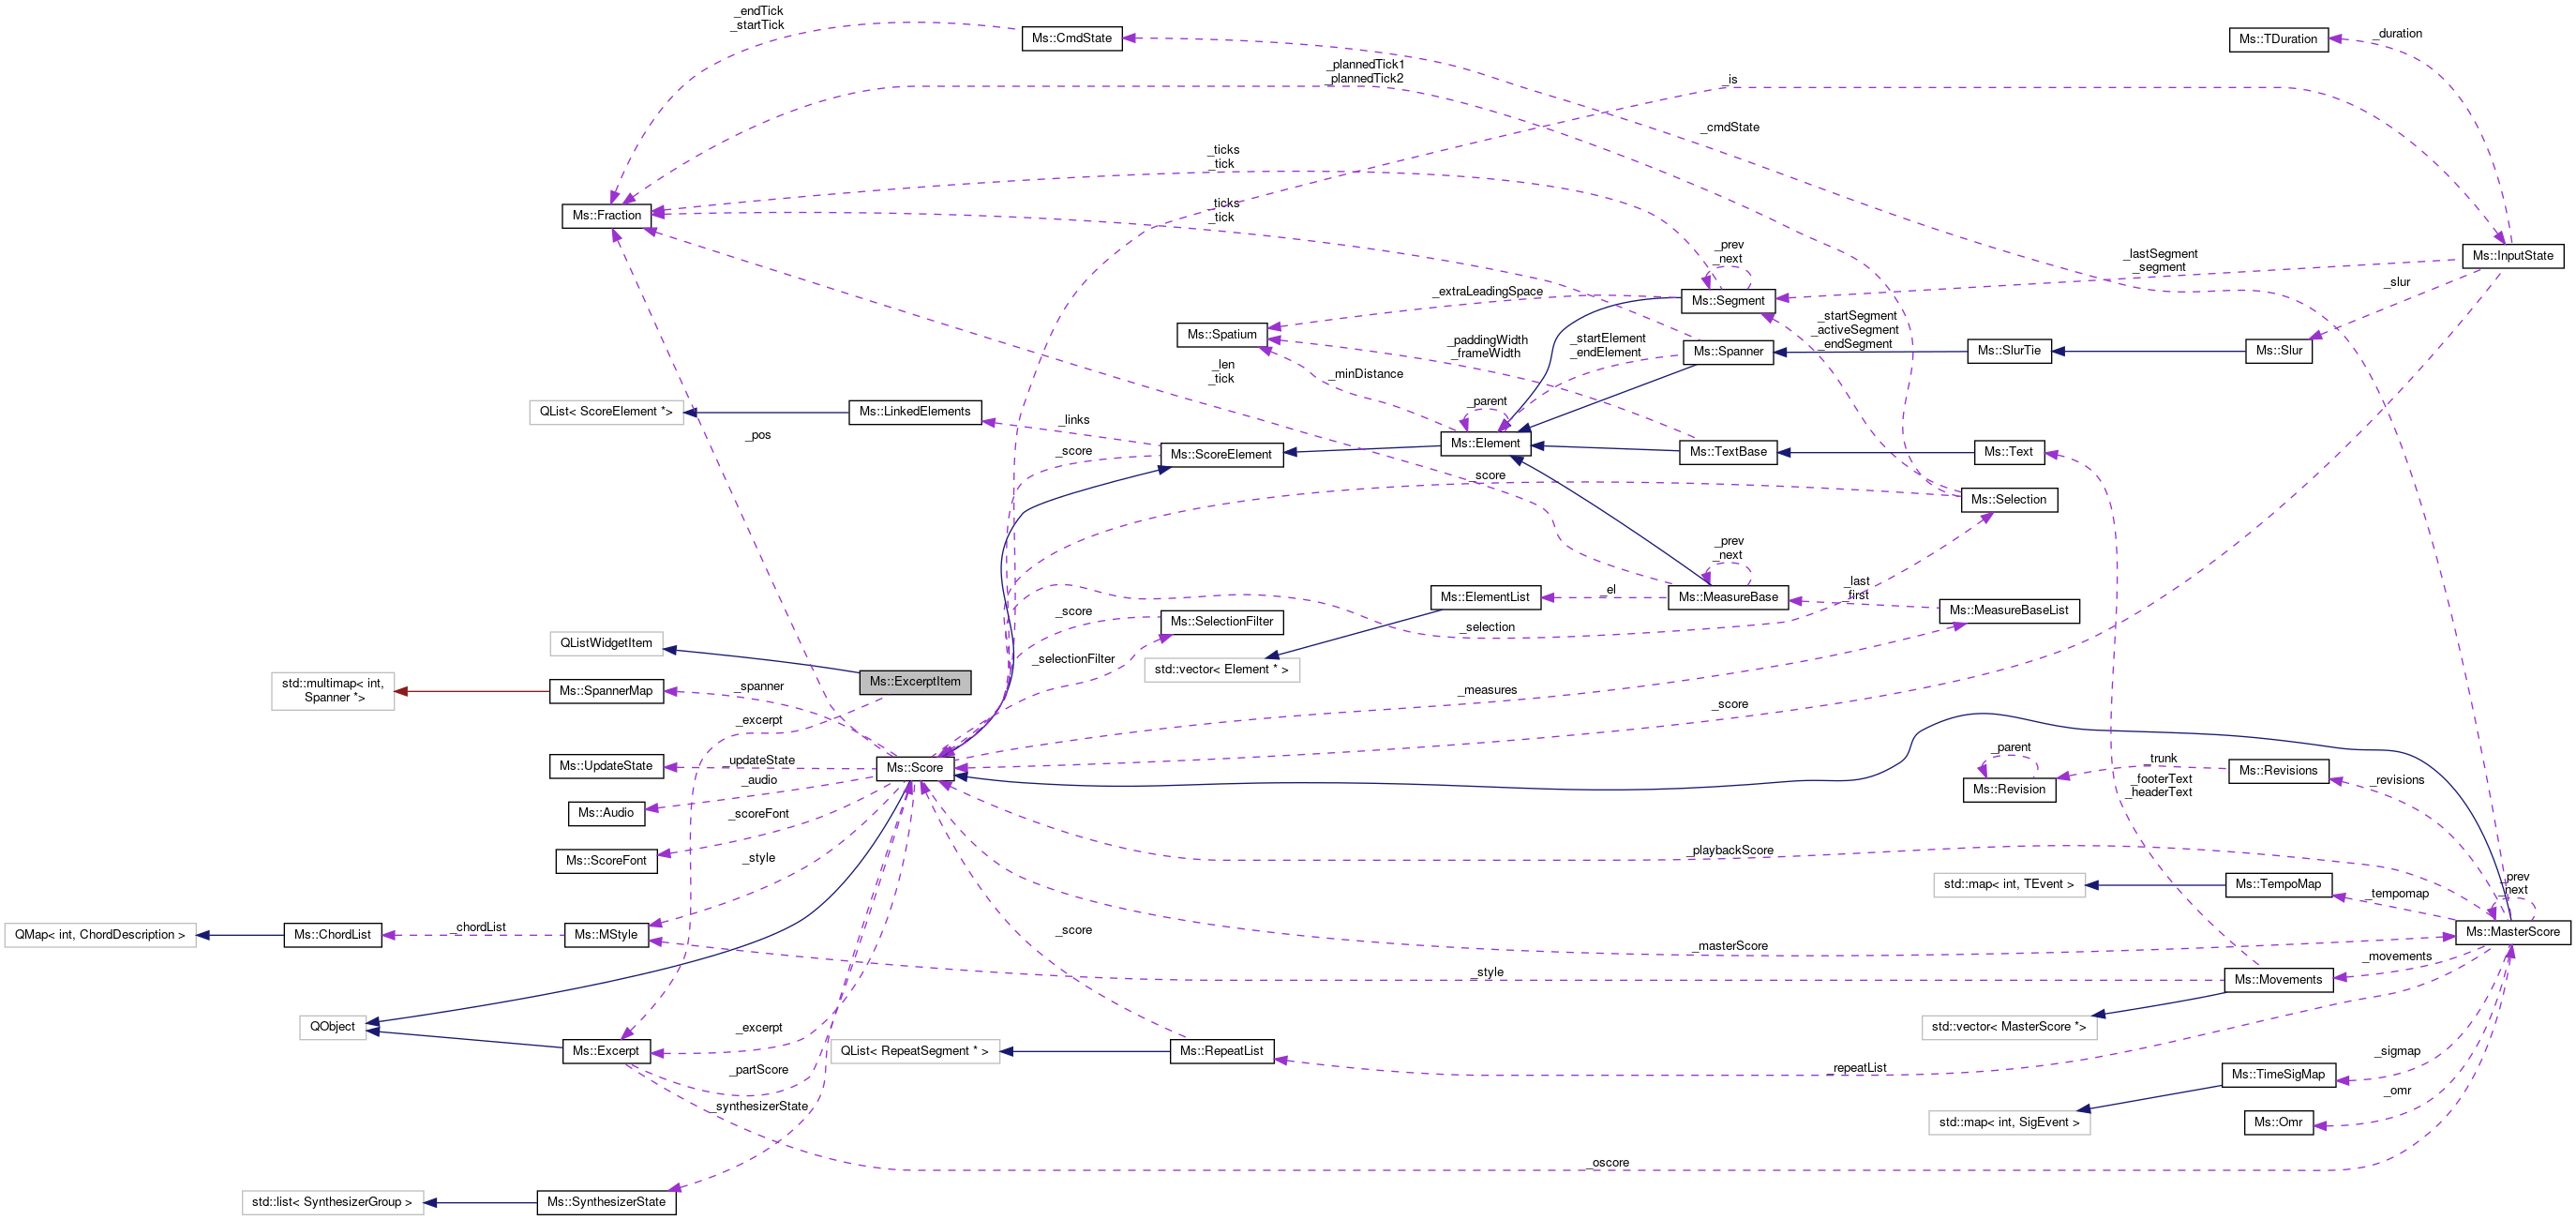 _endTick
_startTick
Ms::CmdState
Ms::TDuration
_duration
_plannedTick1
_plannedTick2
_is
_cmdState
_ticks
_tick
Ms::Fraction
_ticks
_tick
_prev
_next
_lastSegment
_segment
Ms::InputState
_extraLeadingSpace
Ms::Segment
_slur
Ms::Spatium
_paddingWidth
_frameWidth
_startElement
_endElement
_startSegment
_activeSegment
_endSegment
Ms::Spanner
Ms::SlurTie
Ms::Slur
_len
_tick
_minDistance
_parent
QList< ScoreElement *>
Ms::LinkedElements
_links
_pos
_score
Ms::ScoreElement
Ms::Element
Ms::TextBase
Ms::Text
_score
Ms::Selection
_prev
_next
_last
_first
_el
Ms::ElementList
Ms::MeasureBase
Ms::MeasureBaseList
_score
Ms::SelectionFilter
_selection
QListWidgetItem
_selectionFilter
std::vector< Element * >
Ms::ExcerptItem
std::multimap< int,
Spanner *>
Ms::SpannerMap
_spanner
_measures
_score
_excerpt
Ms::UpdateState
_updateState
Ms::Score
_audio
_parent
_trunk
Ms::Revisions
_revisions
Ms::Revision
_footerText
_headerText
Ms::Audio
_scoreFont
Ms::ScoreFont
_style
_playbackScore
std::map< int, TEvent >
Ms::TempoMap
_tempomap
_prev
_next
QMap< int, ChordDescription >
Ms::ChordList
_chordList
Ms::MStyle
_score
_masterScore
Ms::MasterScore
_movements
_style
Ms::Movements
QObject
_excerpt
std::vector< MasterScore *>
Ms::Excerpt
QList< RepeatSegment * >
Ms::RepeatList
_sigmap
_partScore
_repeatList
Ms::TimeSigMap
_omr
_synthesizerState
std::map< int, SigEvent >
Ms::Omr
_oscore
std::list< SynthesizerGroup >
Ms::SynthesizerState